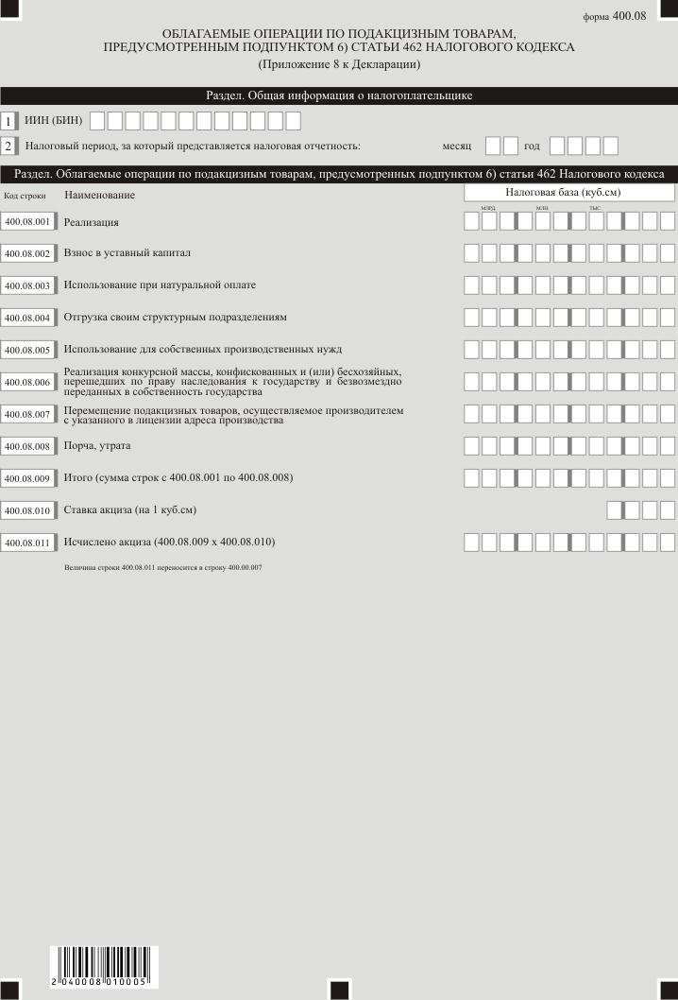 форма 400.08
ОБЛАГАЕМЫЕ ОПЕРАЦИИ ПО ПОДАКЦИЗНЫМ ТОВАРАМ,
ПРЕДУСМОТРЕННЫМ ПОДПУНКТОМ 6) СТАТЬИ 462 НАЛОГОВОГО КОДЕКСА
(Приложение 8 к Декларации)
Раздел. Общая информация о налогоплательщике
1 ИИН (БИН)
2 Налоговый период, за который представляется налоговая отчетность: месяц год
Раздел. Облагаемые операции по подакцизным товарам, предусмотренных подпунктом 6) статьи 462 Налогового кодекса
Код строки Наименование Налоговая база (куб.см)
млрд млн тыс.
400.08.001 Реализация
400.08.002 Взнос в уставный капитал
400.08.003 Использование при натуральной оплате
400.08.004 Отгрузка своим структурным подразделениям
400.08.005 Использование для собственных производственных нужд
400.08.006 Реализация конкурсной массы, конфискованных и (или) бесхозяйных,
перешедших по праву наследования к государству и безвозмездно
переданных в собственность государства
400.08.007 Перемещение подакцизных товаров, осуществляемое производителем
с указанного в лицензии адреса производства
400.08.008 Порча, утрата
400.08.009 Итого (сумма строк с 400.08.001 по 400.08.008)
400.08.010 Ставка акциза (на 1 куб.см)
400.08.011 Исчислено акциза (400.08.009 х 400.08.010)
Величина строки 400.08.011 переносится в строку 400.00.007
2 040008 010005